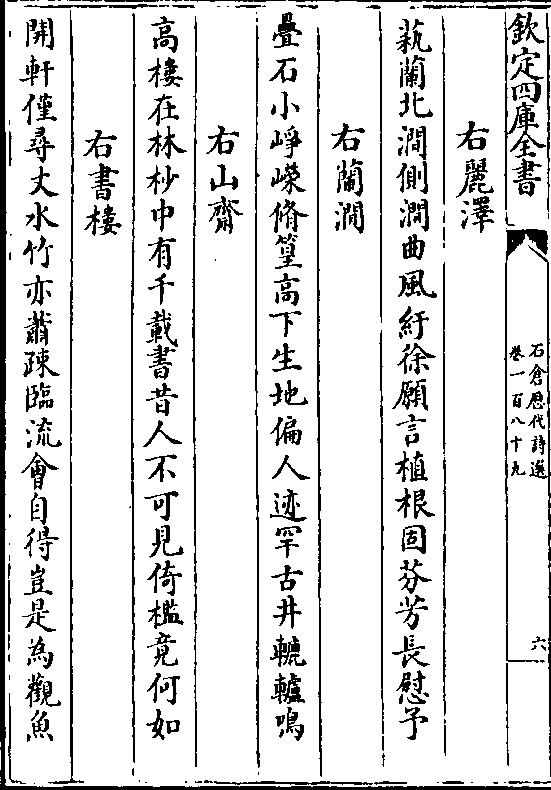 欽定四庫全書
石倉歷代詩選
卷一百八十九
六
右麗澤
蓺蘭北澗側澗曲風紆徐願言植根固芬芳長慰予
右蘭澗
疊石小崢嶸脩篁高下生地偏人迹罕古井轆轤鳴
右山齋
高樓在林杪中有千載書昔人不可見倚檻竟何如
右書樓
開軒僅尋丈水竹亦蕭疎臨流會自得豈是為觀魚